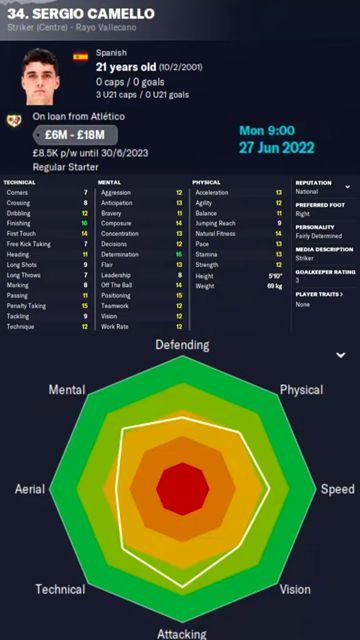 34. SERGIO CAMELLO
Striker (Centre) - Rayo Vallecano
Spanish
21 years old (10/2/2001)
0 caps / 0 goals
3 U21 caps / 0 U21 goals
On loan from Atlético
£6M - £18M
£8.5K p/w until 30/6/2023
Regular Starter
Mon 9:00
27 Jun 2022
TECHNICAL
Corners 7
Crossing 8
Dribbling 12
Finishing 16
First Touch 14
Free Kick Taking 7
Heading 11
Long Shots 9
Long Throws 7
Marking 8
Passing 11
Penalty Taking 15
Tackling 9
Technique 12
MENTAL
Aggression 12
Anticipation 13
Bravery 11
Composure 14
Concentration 13
Decisions 12
Determination 16
Flair 13
Leadership 8
Off The Ball 14
Positioning 15
Teamwork 12
Vision 12
Work Rate 12
PHYSICAL
Acceleration 13
Agility 12
Balance 11
Jumping Reach 9
Natural Fitness 14
Pace 13
Stamina 13
Strength 12
Height 5'10"
Weight 69 kg
REPUTATION
National
PREFERRED FOOT
Right
PERSONALITY
Fairly Determined
MEDIA DESCRIPTION
Striker
GOALKEEPER RATING
3
PLAYER TRAITS >
None
Defending
Mental
Physical
Aerial
Speed
Technical
Vision
Attacking